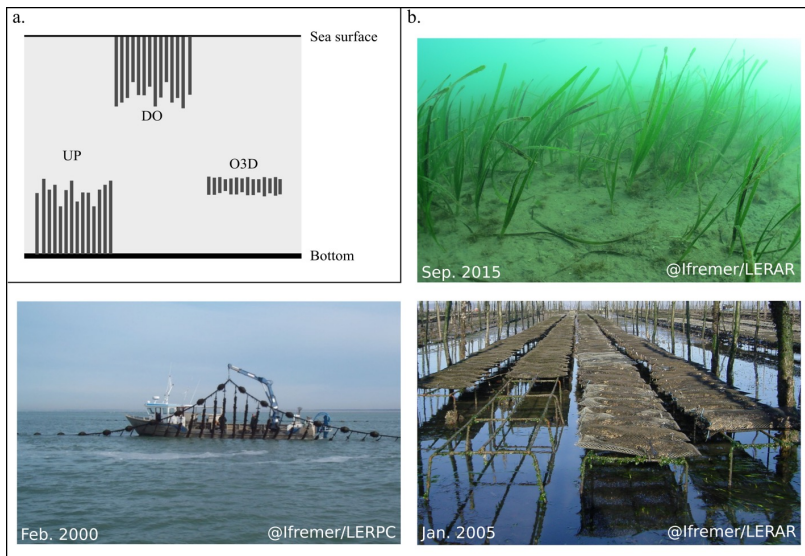 a.
Sea surface
DO
UP
O3D
Bottom
b.
Sep. 2015
@Ifremer/LERAR
Feb. 2000
@Ifremer/LERPC
Jan. 2005
@Ifremer/LERAR